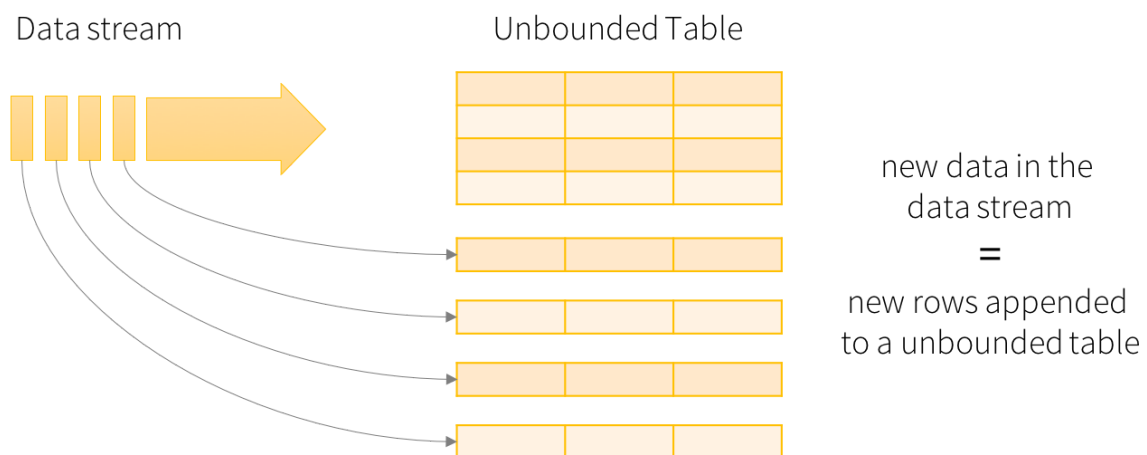 Data stream
Unbounded Table
new data in the
data stream
=
new rows appended
to a unbounded table